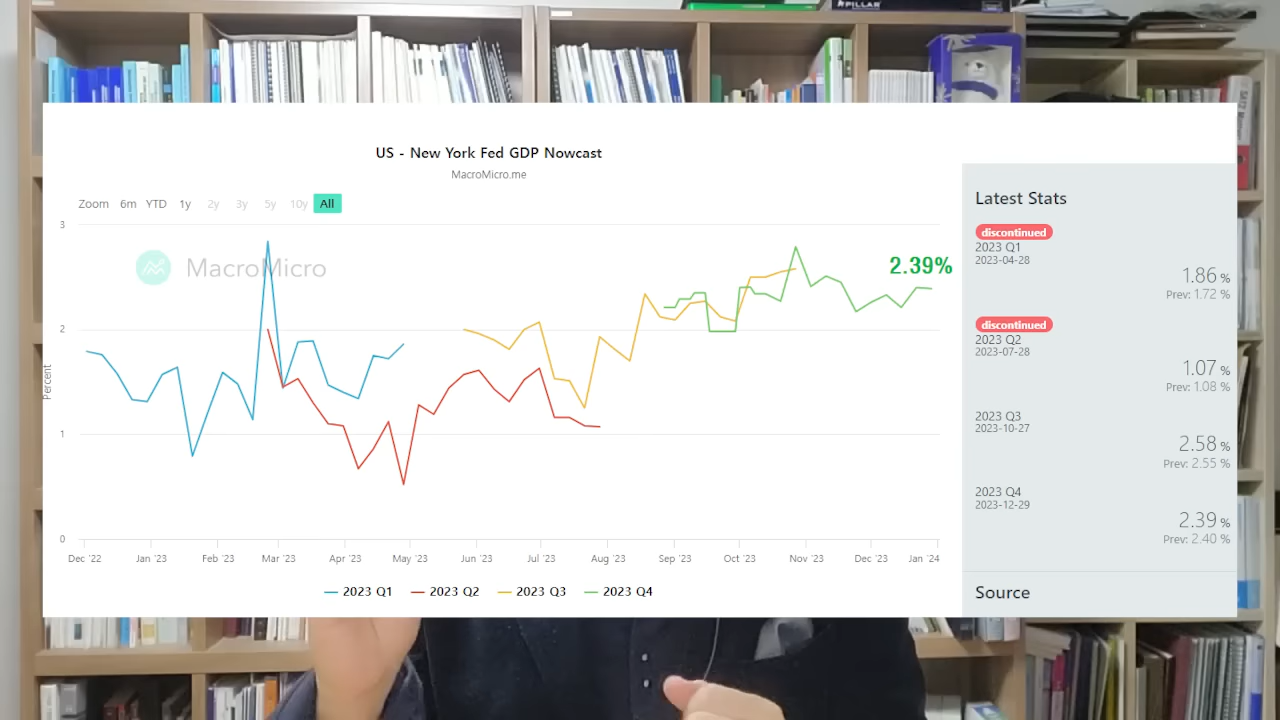 PILLAR
US - New York Fed GDP Nowcast
MacroMicro.me
Zoom 6m YTD 1y 2y 3y 5y 10y All
Percent
3
2
1
0
MacroMicro
2.39%
Dec '22 Jan '23 Feb '23 Mar '23 Apr '23 May '23 Jun '23 Jul '23 Aug '23 Sep '23 Oct '23 Nov '23 Dec '23 Jan '24
2023 Q1 2023 Q2 2023 Q3 2023 Q4
Latest Stats
discontinued
2023 Q1
2023-04-28
1.86 %
Prev: 1.72 %
discontinued
2023 Q2
2023-07-28
1.07 %
Prev: 1.08 %
2023 Q3
2023-10-27
2.58 %
Prev: 2.55 %
2023 Q4
2023-12-29
2.39 %
Prev: 2.40 %
Source